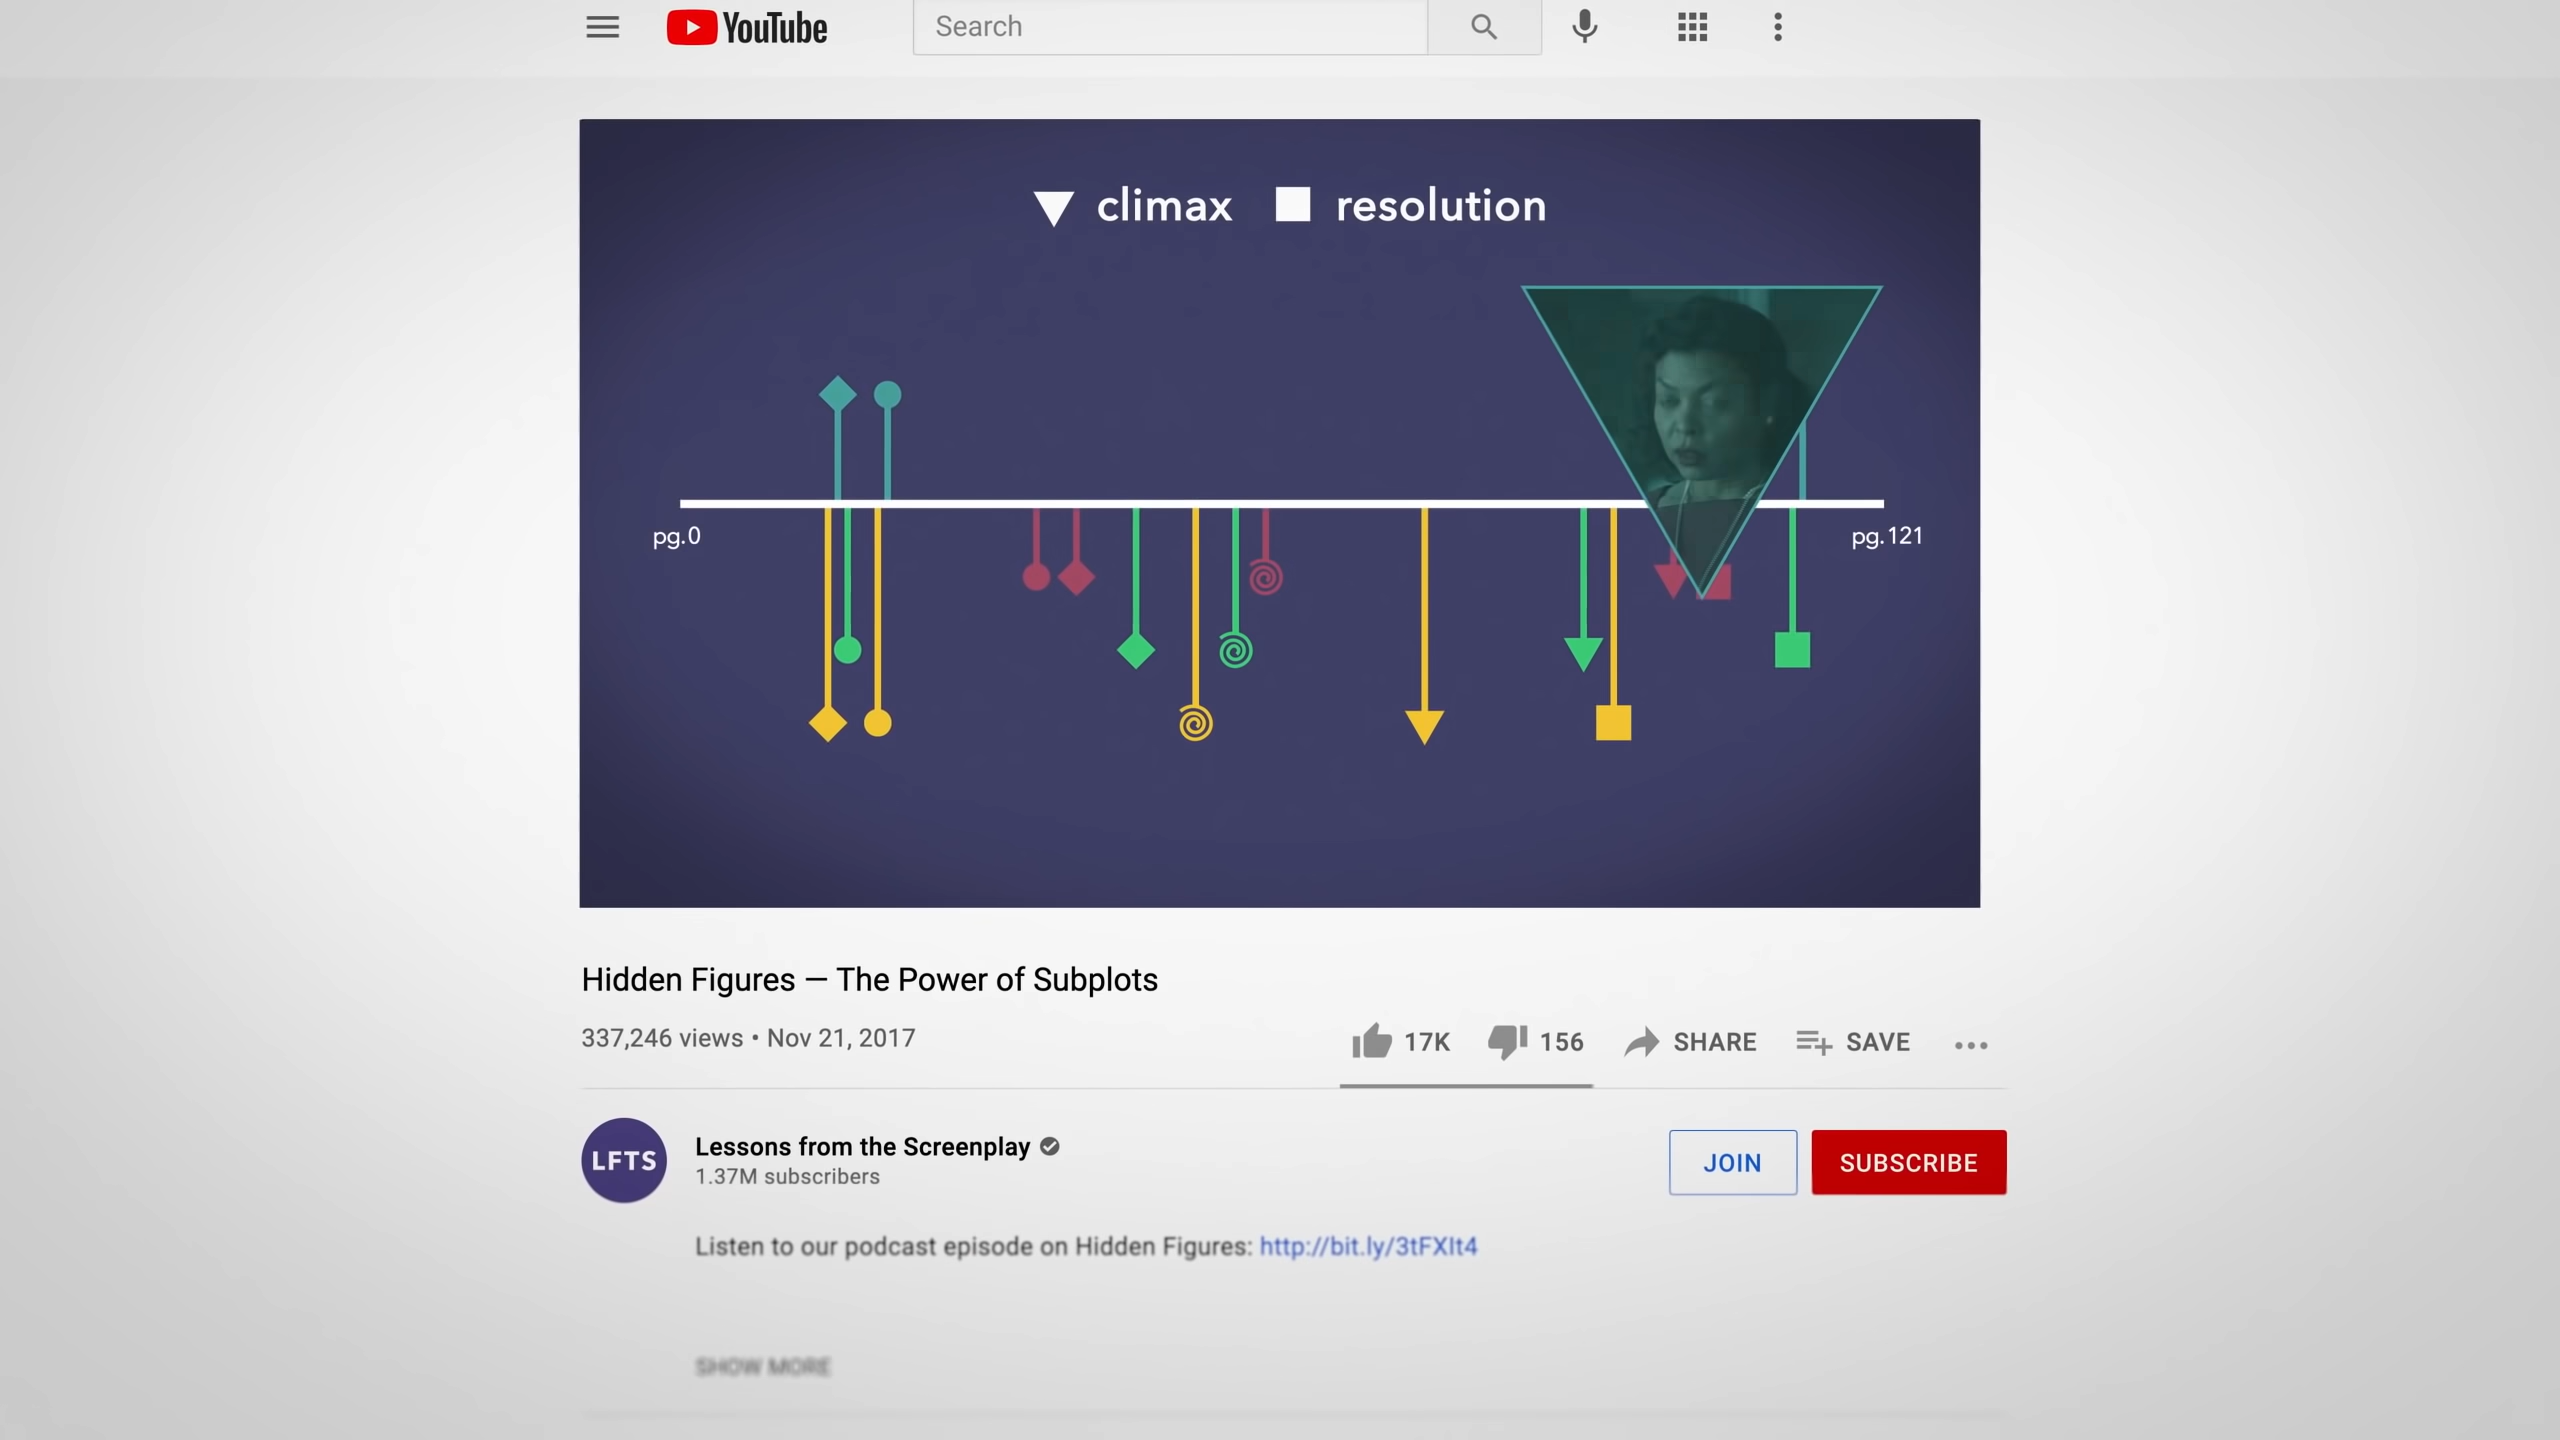 YouTube
Search
climax resolution
pg.0
pg.121
Hidden Figures — The Power of Subplots
337,246 views • Nov 21, 2017
17K 156 SHARE SAVE
LFTS
Lessons from the Screenplay
1.37M subscribers
JOIN SUBSCRIBE
Listen to our podcast episode on Hidden Figures: http://bit.ly/3tFXIt4
SHOW MORE